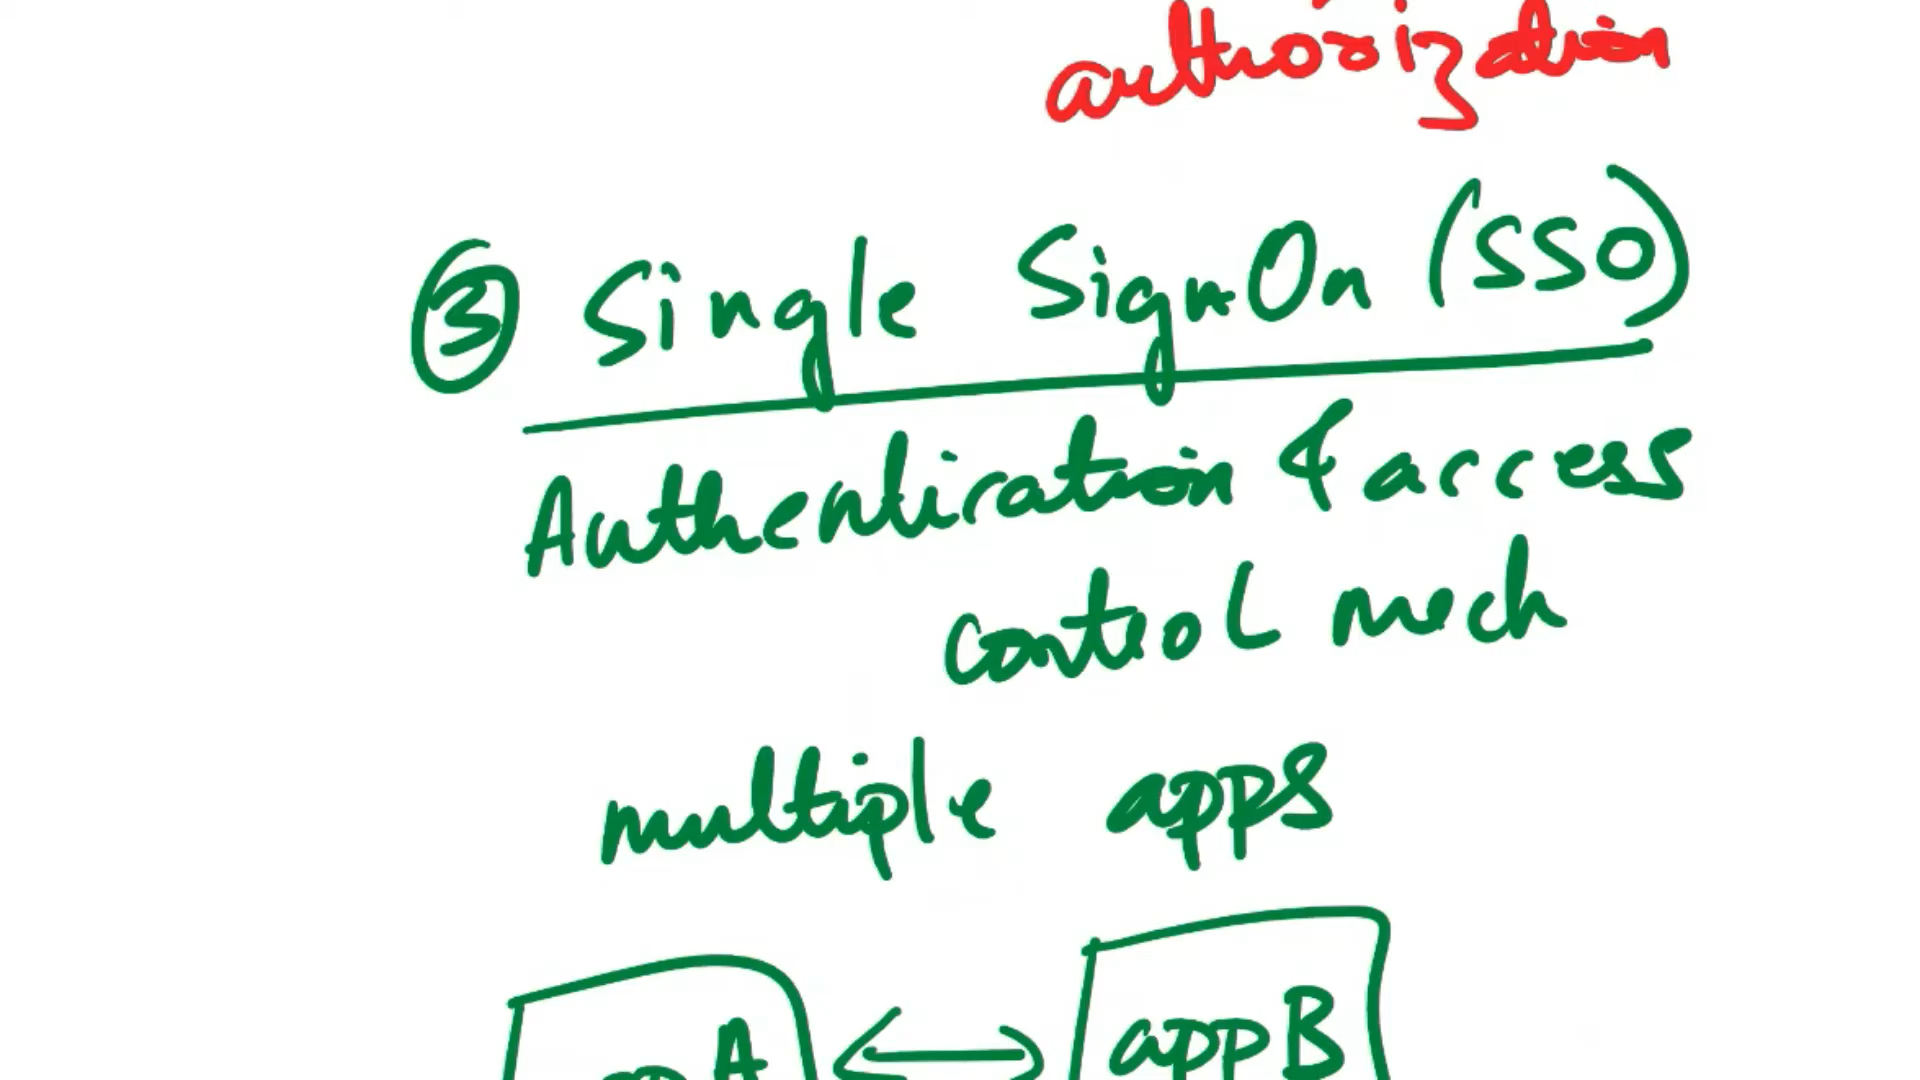 authorization
③ Single SignOn (SSO)
Authentication & access
control mech
multiple apps
appB
A